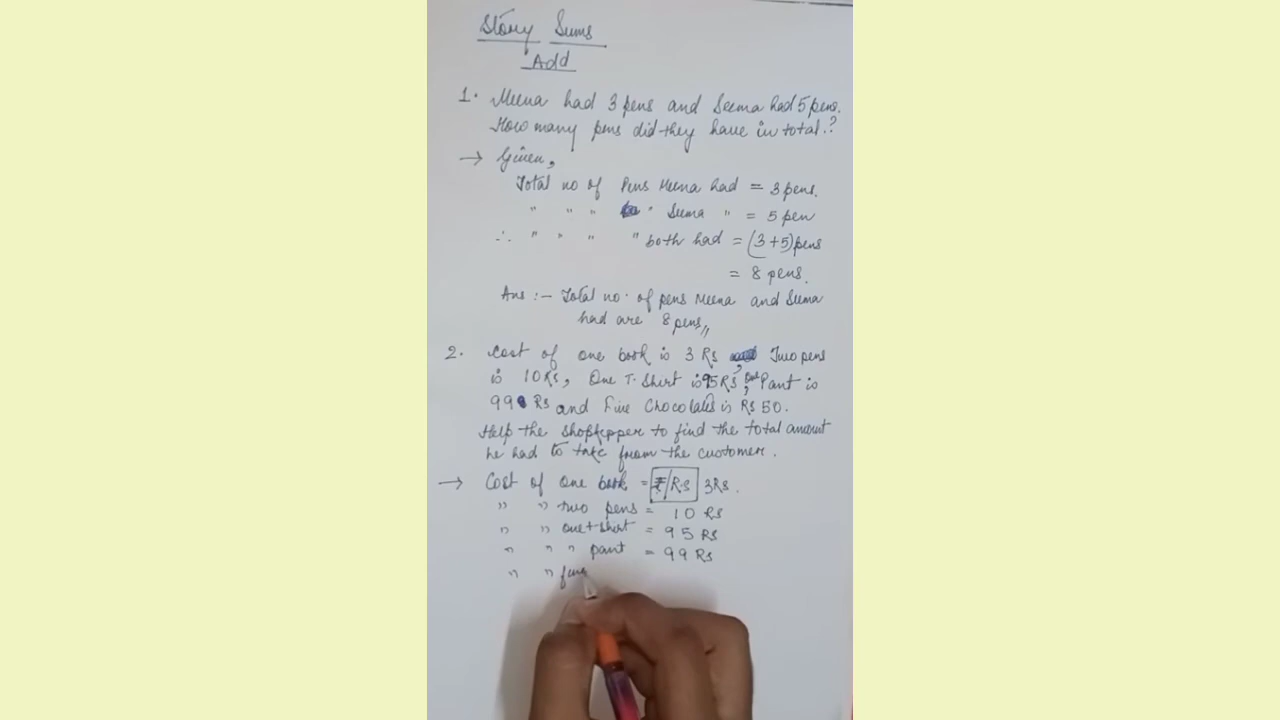 Story Sums
Add
1. Meena had 3 pens and Seema had 5 pens.
How many pens did they have in total.?
→ Given,
Total no of Pens Meena had = 3 pens.
" " " " Seema " = 5 pen
∴ " " " " both had = (3+5) pens
= 8 pens.
Ans :- Total no. of pens Meena and Seema
had are 8 pens,,
2. Cost of one book is 3 Rs, Two pens
is 10Rs, One T-Shirt is 95 Rs, One Pant is
99 Rs and Five Chocolates is RS 50.
Help the shopkepper to find the total amount
he had to take from the customer.
→ Cost of One book = ₹/Rs 3Rs.
" " two pens = 10 Rs
" " one t shirt = 95 Rs
" " " pant = 99 Rs
" " five